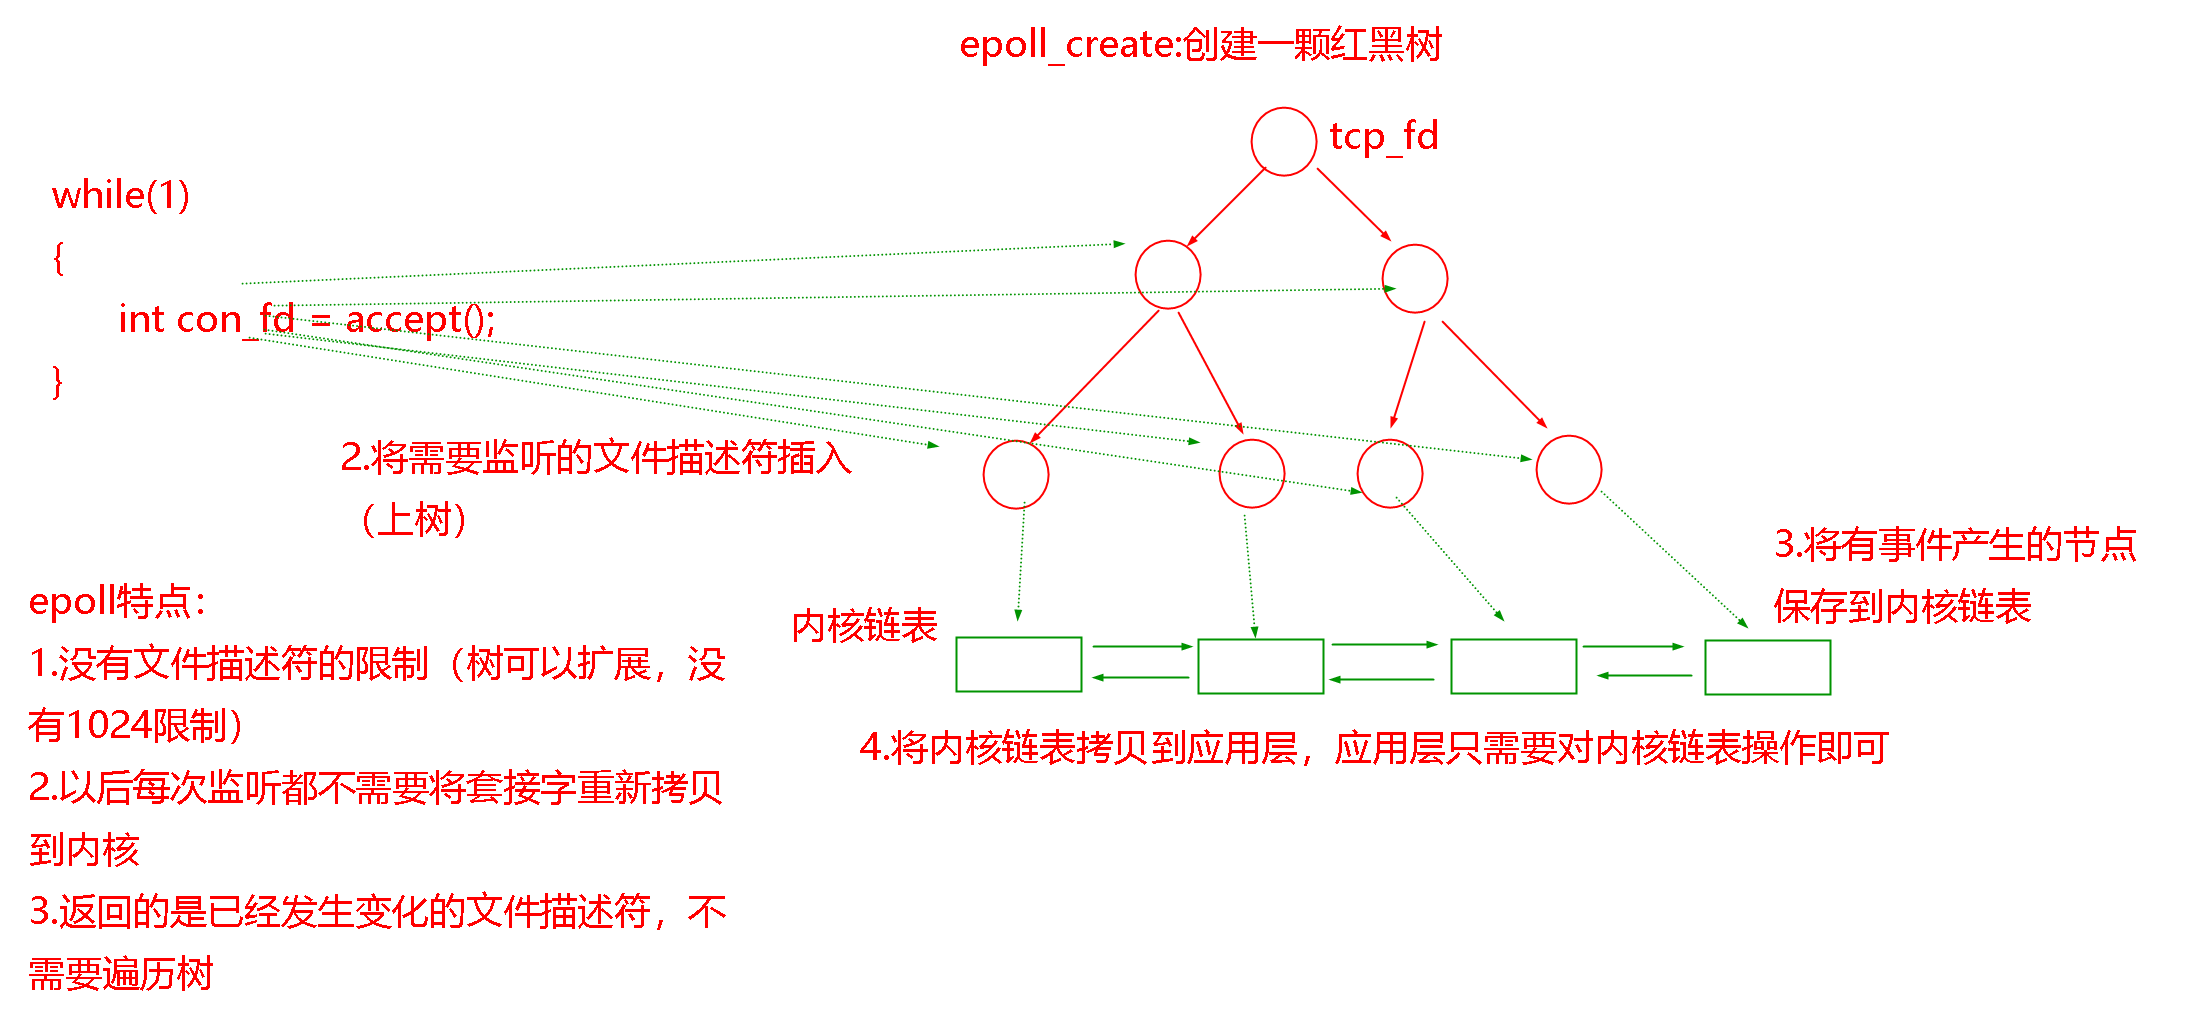 epoll_create:创建一颗红黑树
tcp_fd
while(1)
{
int con_fd = accept();
}
2.将需要监听的文件描述符插入
（上树）
3.将有事件产生的节点
保存到内核链表
内核链表
4.将内核链表拷贝到应用层，应用层只需要对内核链表操作即可
epoll特点：
1.没有文件描述符的限制（树可以扩展，没
有1024限制）
2.以后每次监听都不需要将套接字重新拷贝
到内核
3.返回的是已经发生变化的文件描述符，不
需要遍历树